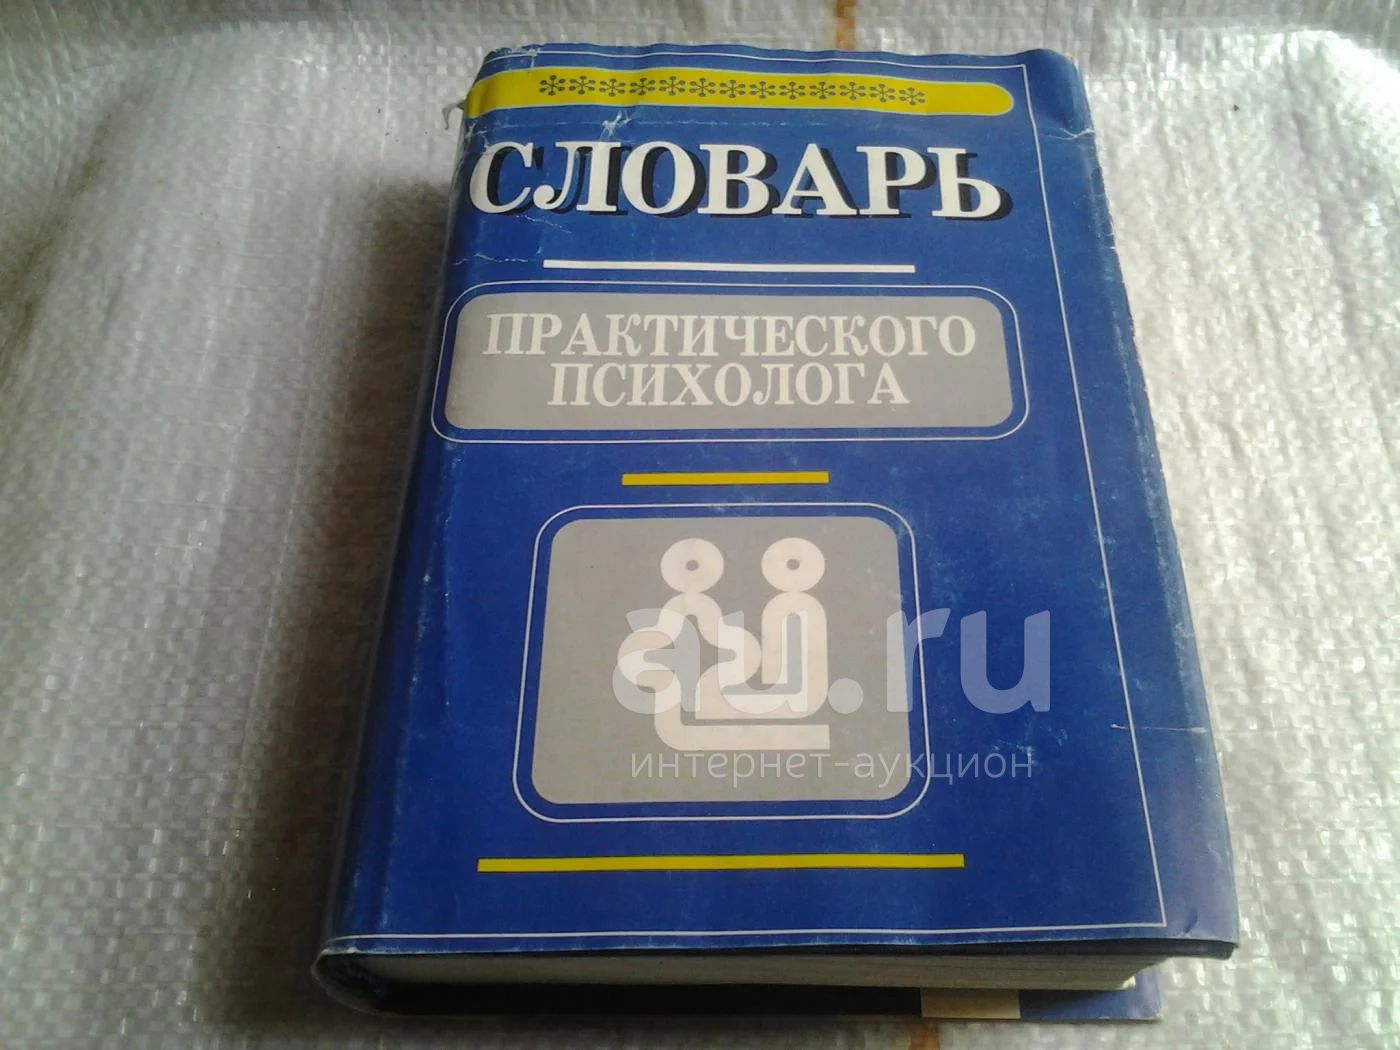 СЛОВАРЬ
ПРАКТИЧЕСКОГО
ПСИХОЛОГА
au.ru
интернет-аукцион